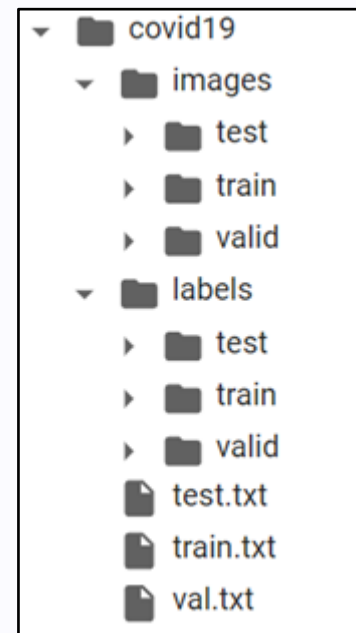 covid19
images
test
train
valid
labels
test
train
valid
test.txt
train.txt
val.txt